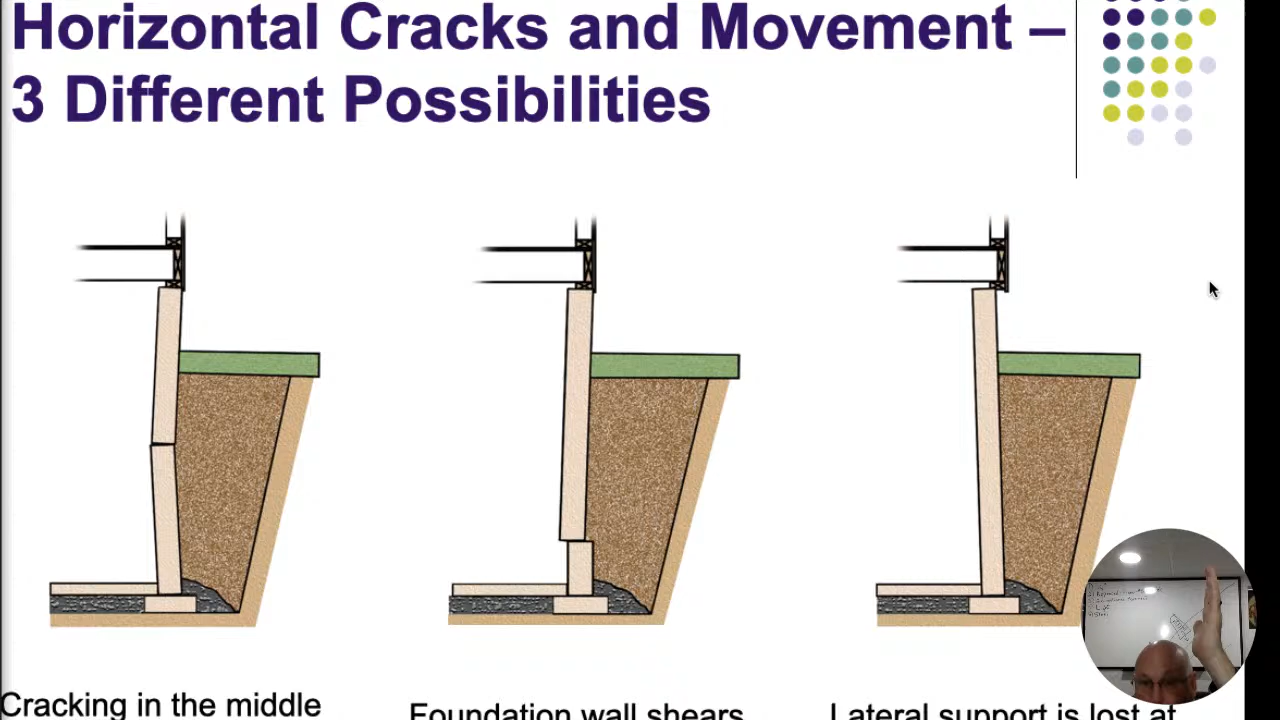 Horizontal Cracks and Movement –
3 Different Possibilities
Cracking in the middle
Foundation wall shears
Lateral support is lost at